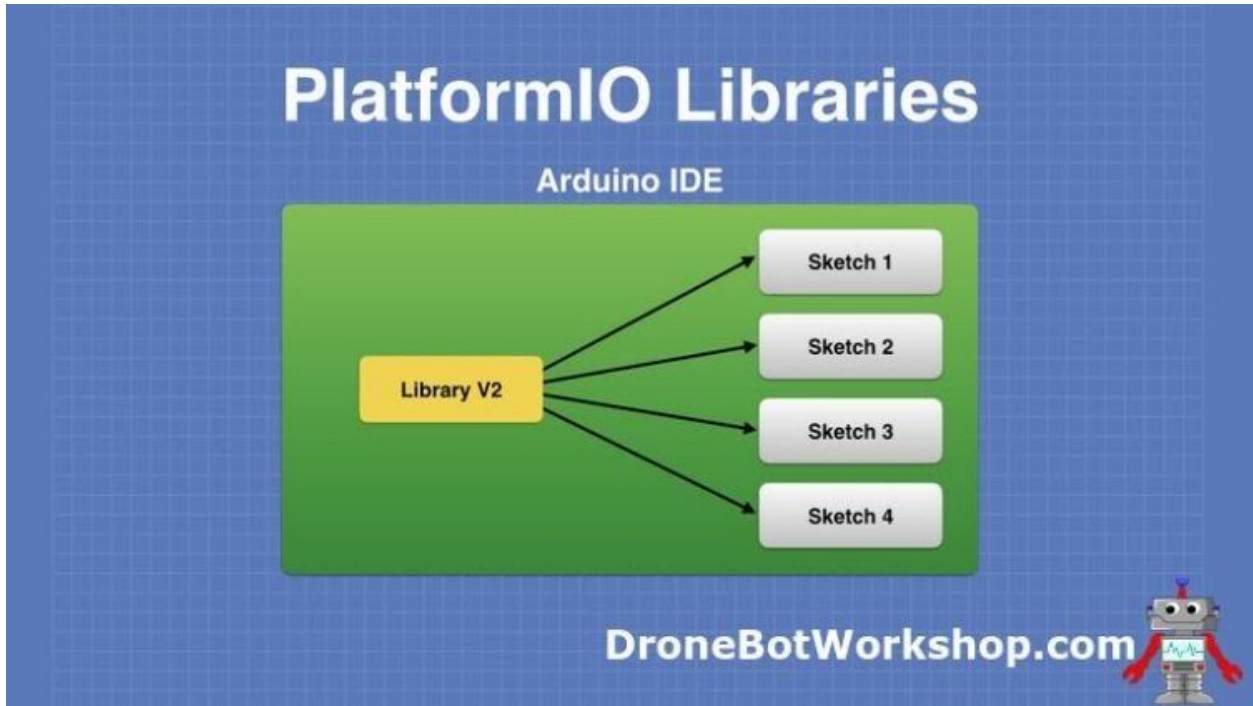 PlatformIO Libraries
Arduino IDE
Sketch 1
Sketch 2
Library V2
Sketch 3
Sketch 4
DroneBotWorkshop.com